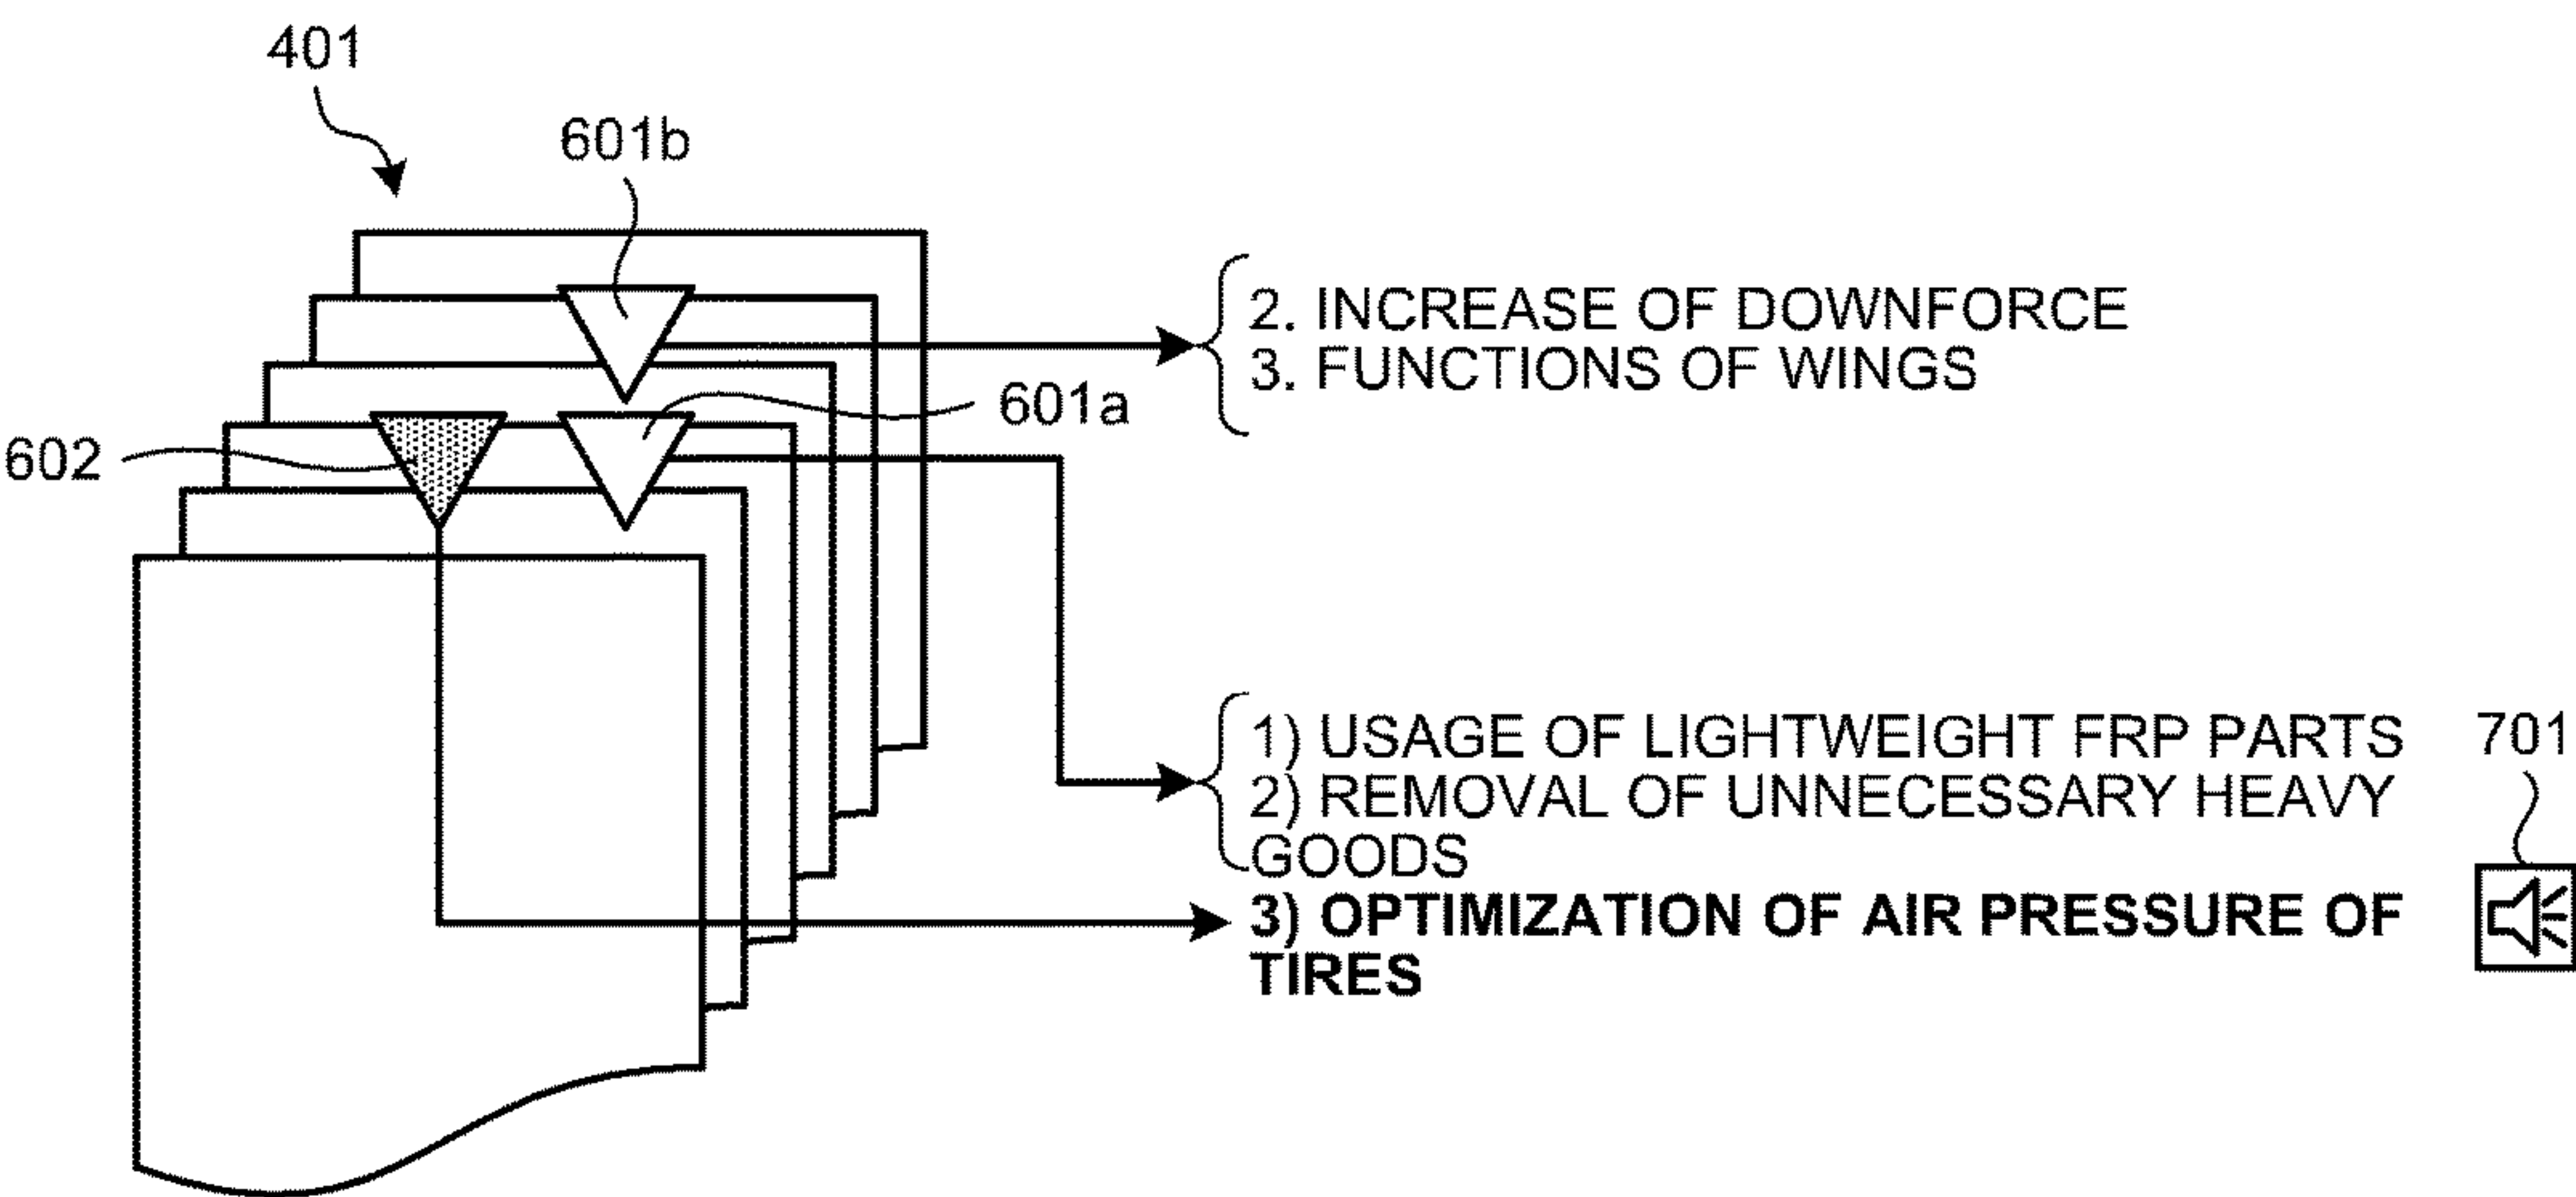 401
601b
2. INCREASE OF DOWNFORCE
3. FUNCTIONS OF WINGS
601a
602
1) USAGE OF LIGHTWEIGHT FRP PARTS
2) REMOVAL OF UNNECESSARY HEAVY
GOODS
3) OPTIMIZATION OF AIR PRESSURE OF
TIRES
701